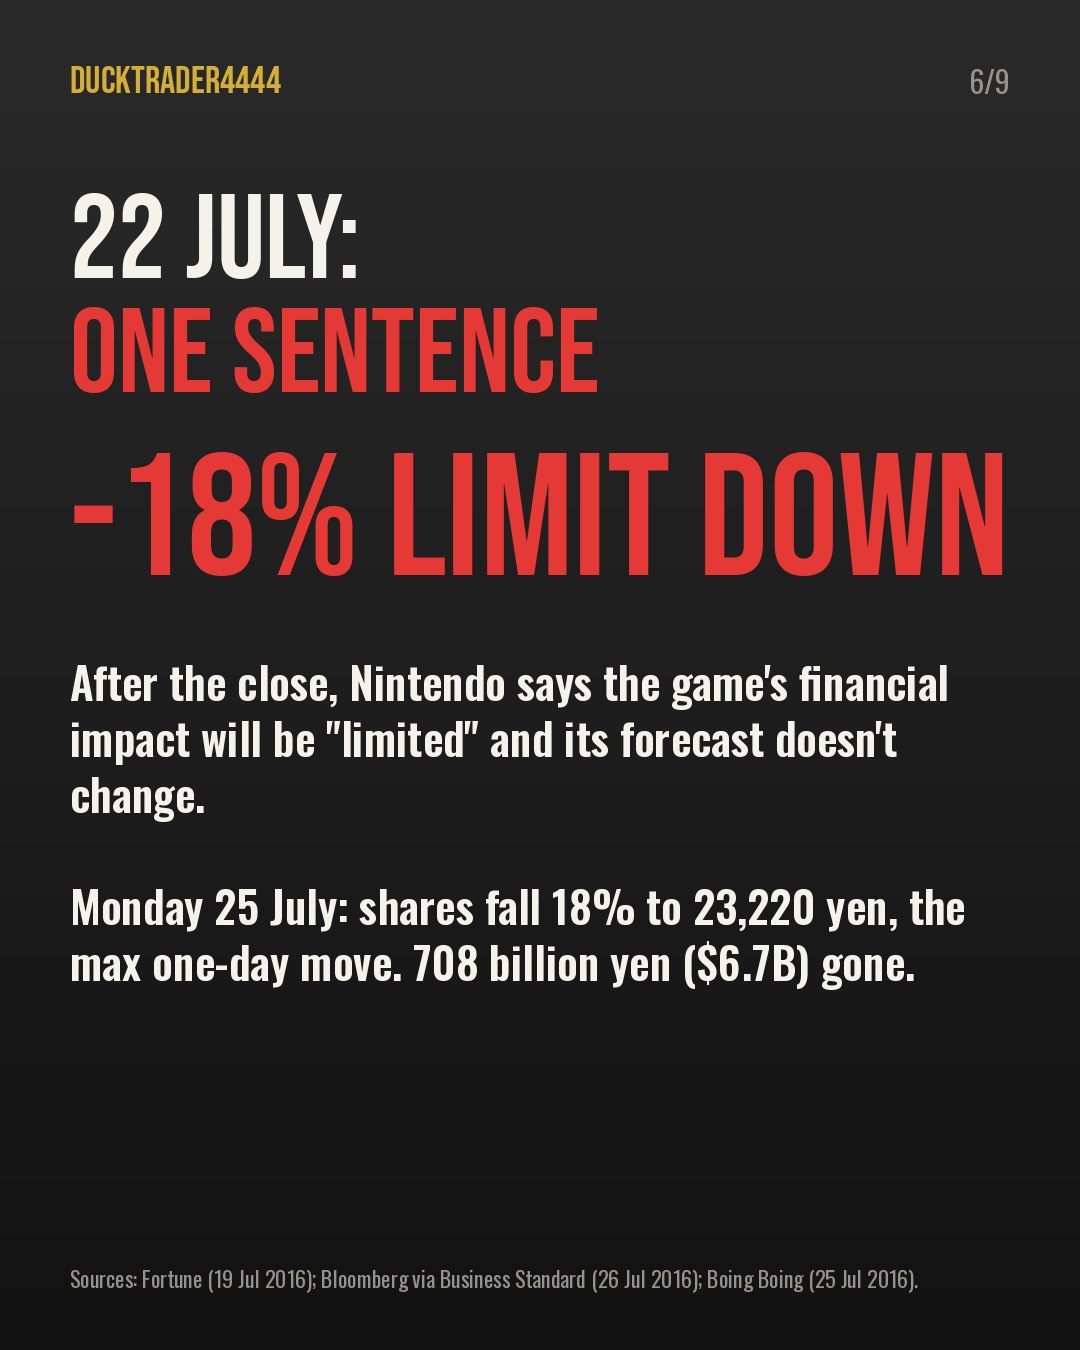 DUCKTRADER4444
6/9
22 JULY:
ONE SENTENCE
-18% LIMIT DOWN
After the close, Nintendo says the game's financial
impact will be "limited" and its forecast doesn't
change.
Monday 25 July: shares fall 18% to 23,220 yen, the
max one-day move. 708 billion yen ($6.7B) gone.
Sources: Fortune (19 Jul 2016); Bloomberg via Business Standard (26 Jul 2016); Boing Boing (25 Jul 2016).